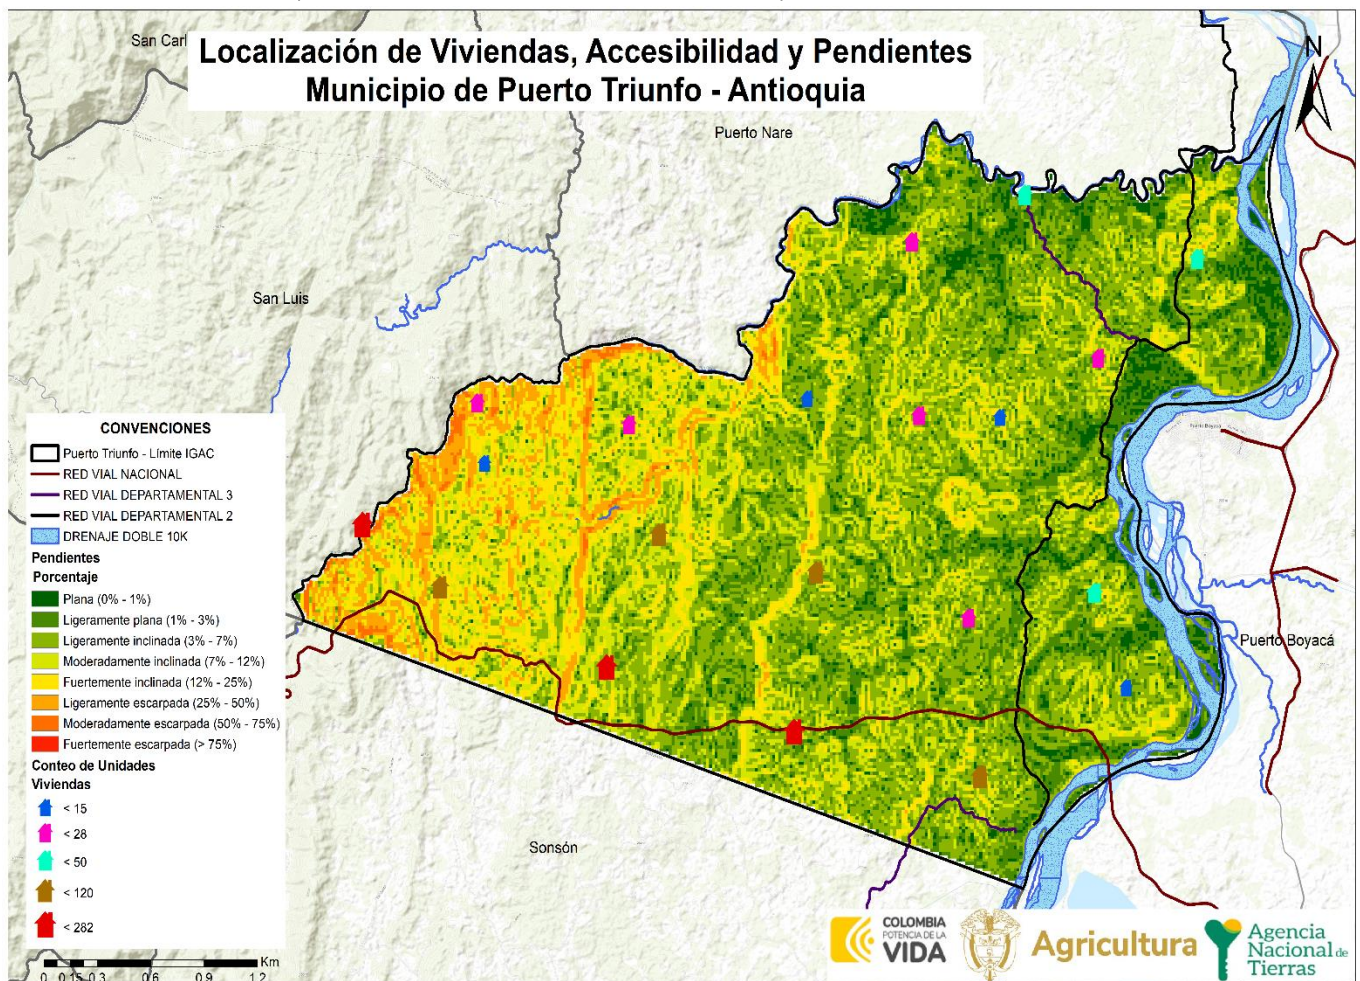 San Carl
Localización de Viviendas, Accesibilidad y Pendientes
Municipio de Puerto Triunfo - Antioquia
N
Puerto Nare
San Luis
Puerto Boyacá
CONVENCIONES
Puerto Triunfo - Límite IGAC
RED VIAL NACIONAL
RED VIAL DEPARTAMENTAL 3
RED VIAL DEPARTAMENTAL 2
DRENAJE DOBLE 10K
Pendientes
Porcentaje
Plana (0% - 1%)
Ligeramente plana (1% - 3%)
Ligeramente inclinada (3% - 7%)
Moderadamente inclinada (7% - 12%)
Fuertemente inclinada (12% - 25%)
Ligeramente escarpada (25% - 50%)
Moderadamente escarpada (50% - 75%)
Fuertemente escarpada (> 75%)
Conteo de Unidades
Viviendas
< 15
< 28
< 50
< 120
< 282
Puerto Boyacá
Sonsón
Km
0 0.15 0.3 0.6 0.9 1.2
COLOMBIA
POTENCIA DE LA
VIDA
Agricultura
Agencia
Nacional de
Tierras